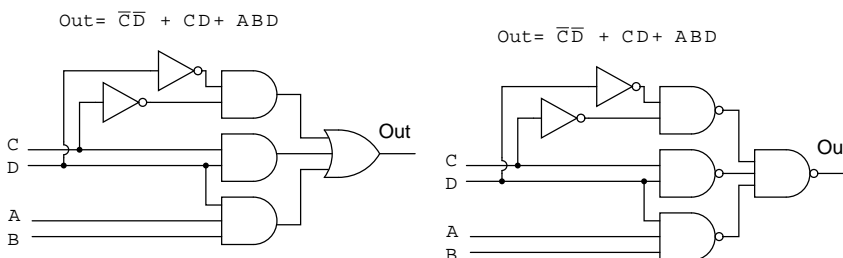 Out= C̅D̅ + CD+ ABD
Out
C
D
A
B
Out= C̅D̅ + CD+ ABD
Ou
C
D
A
B